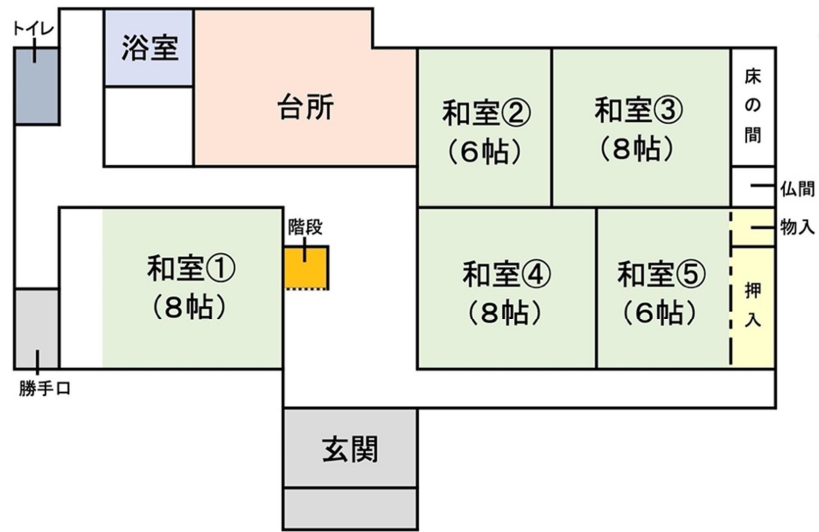 トイレ
浴室
台所
和室②
（6帖）
和室③
（8帖）
床の間
仏間
物入
階段
和室①
（8帖）
和室④
（8帖）
和室⑤
（6帖）
押入
勝手口
玄関